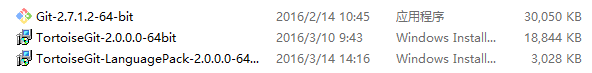 Git-2.7.1.2-64-bit 2016/2/14 10:45 应用程序 30,050 KB
TortoiseGit-2.0.0.0-64bit 2016/3/10 9:43 Windows Install... 18,844 KB
TortoiseGit-LanguagePack-2.0.0.0-64... 2016/3/14 14:16 Windows Install... 3,028 KB